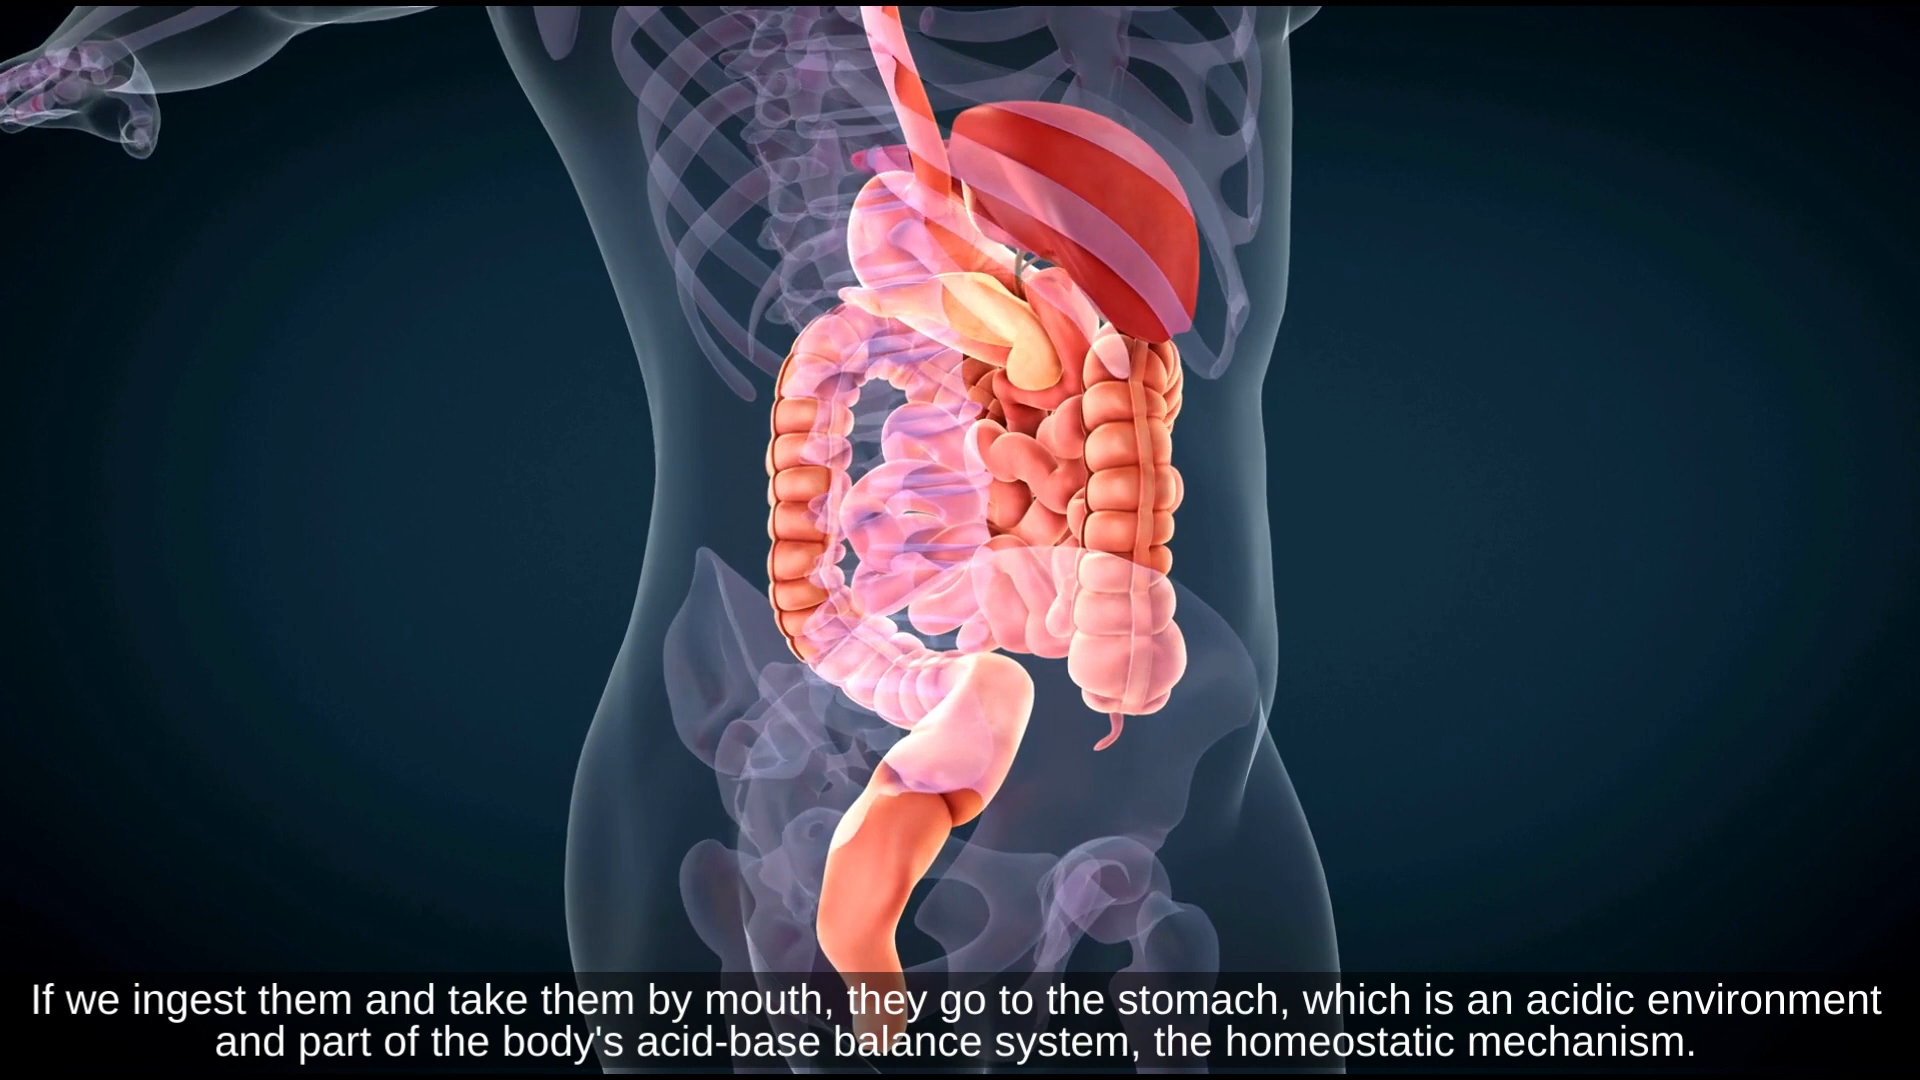 If we ingest them and take them by mouth, they go to the stomach, which is an acidic environment
and part of the body's acid-base balance system, the homeostatic mechanism.